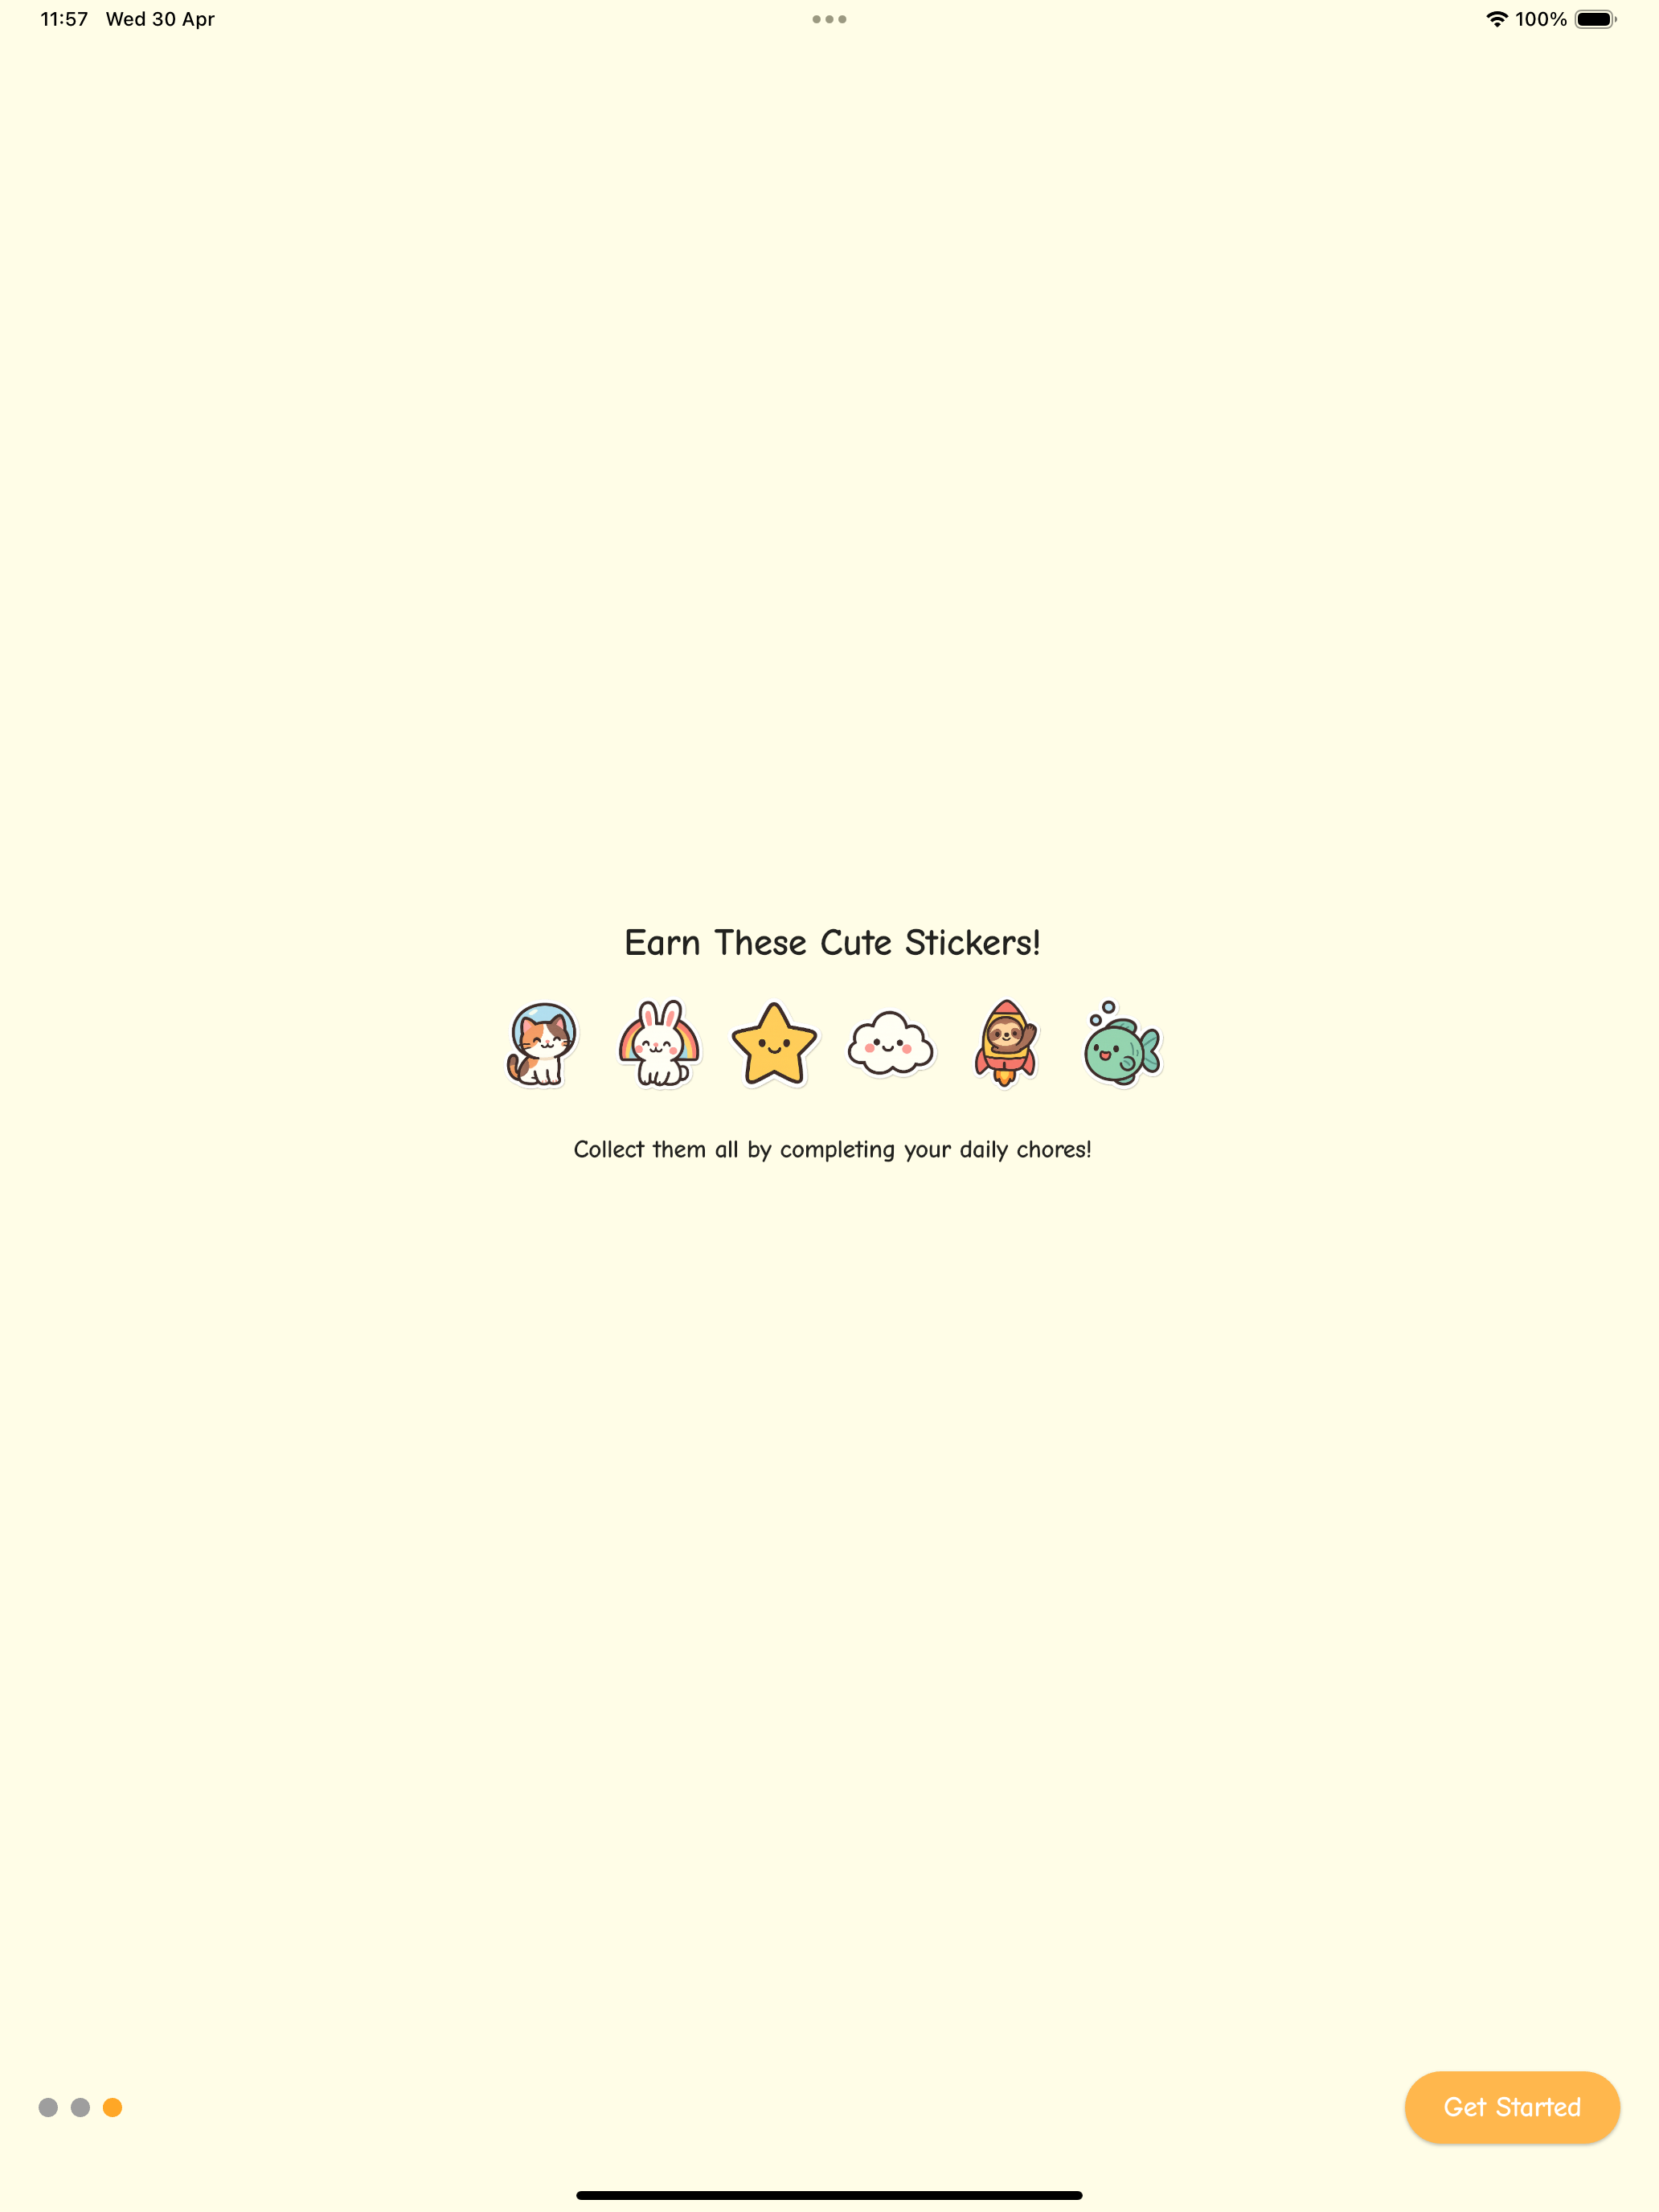 11:57 Wed 30 Apr 100%
Earn These Cute Stickers!
Collect them all by completing your daily chores!
Get Started